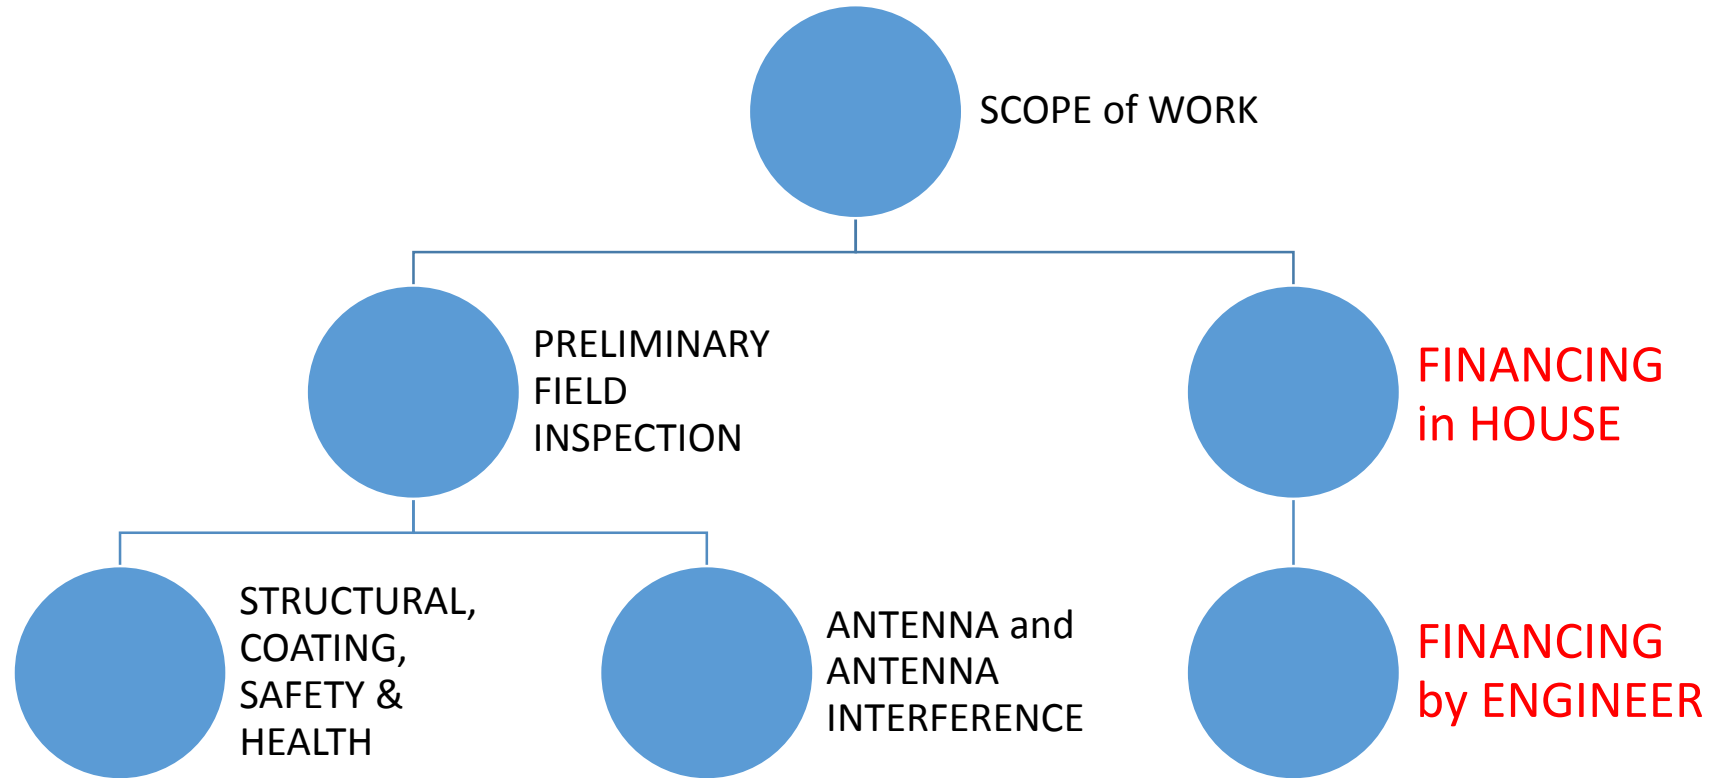 SCOPE of WORK
PRELIMINARY
FIELD
INSPECTION
FINANCING
in HOUSE
STRUCTURAL,
COATING,
SAFETY &
HEALTH
ANTENNA and
ANTENNA
INTERFERENCE
FINANCING
by ENGINEER